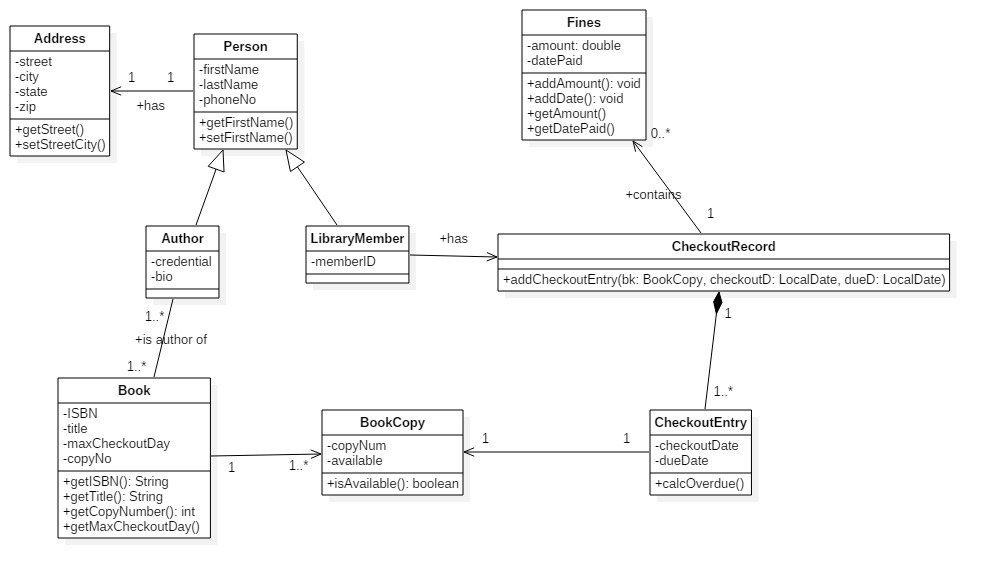 Address
-street
-city
-state
-zip
+getStreet()
+setStreetCity()
1
1
+has
Person
-firstName
-lastName
-phoneNo
+getFirstName()
+setFirstName()
Fines
-amount: double
-datePaid
+addAmount(): void
+addDate(): void
+getAmount()
+getDatePaid()
0..*
+contains
1
Author
-credential
-bio
LibraryMember
-memberID
+has
CheckoutRecord
+addCheckoutEntry(bk: BookCopy, checkoutD: LocalDate, dueD: LocalDate)
1
1..*
1..*
+is author of
1..*
Book
-ISBN
-title
-maxCheckoutDay
-copyNo
+getISBN(): String
+getTitle(): String
+getCopyNumber(): int
+getMaxCheckoutDay()
1
1..*
BookCopy
-copyNum
-available
+isAvailable(): boolean
1
1
CheckoutEntry
-checkoutDate
-dueDate
+calcOverdue()